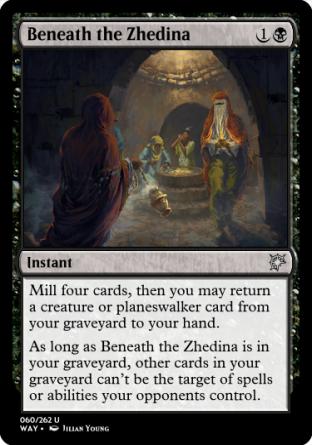 Beneath the Zhedina 1
Instant
Mill four cards, then you may return
a creature or planeswalker card from
your graveyard to your hand.
As long as Beneath the Zhedina is in
your graveyard, other cards in your
graveyard can't be the target of spells
or abilities your opponents control.
060/262 U
WAY • Jilian Young